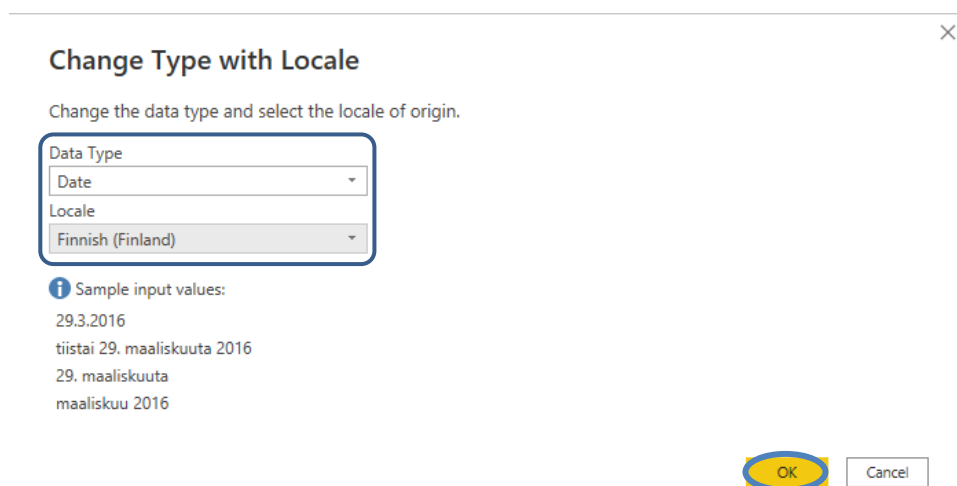 Change Type with Locale
Change the data type and select the locale of origin.
Data Type
Date
Locale
Finnish (Finland)
Sample input values:
29.3.2016
tiistai 29. maaliskuuta 2016
29. maaliskuuta
maaliskuu 2016
OK
Cancel